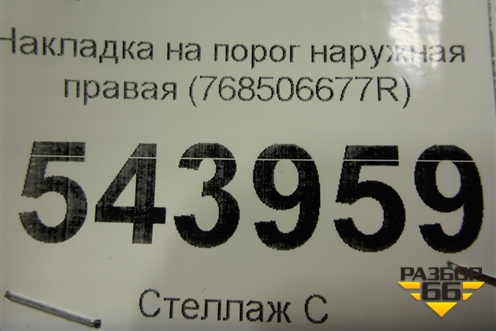 Накладка на порог наружная
правая (768506677R)
543959
Стеллаж С
РАЗБОР
66